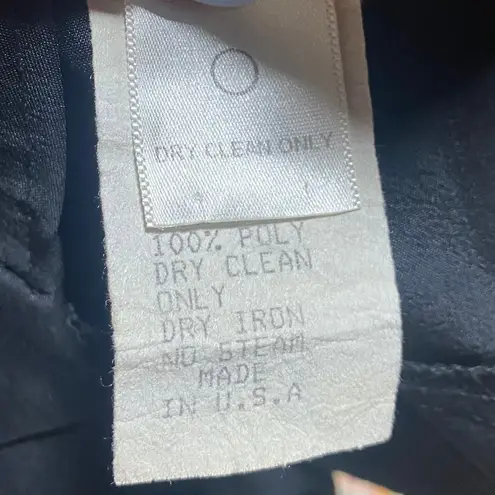 DRY CLEAN ONLY
100% POLY
DRY CLEAN
ONLY
DRY IRON
NO STEAM
MADE
IN U.S.A